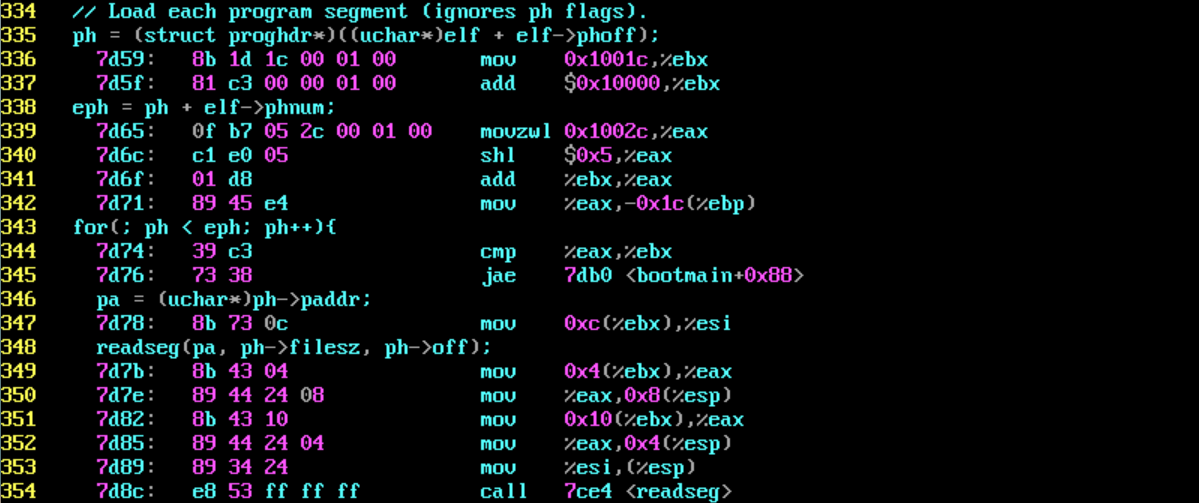 334   // Load each program segment (ignores ph flags).
335   ph = (struct proghdr*)((uchar*)elf + elf->phoff);
336     7d59:   8b 1d 1c 00 01 00       mov    0x1001c,%ebx
337     7d5f:   81 c3 00 00 01 00       add    $0x10000,%ebx
338   eph = ph + elf->phnum;
339     7d65:   0f b7 05 2c 00 01 00    movzwl 0x1002c,%eax
340     7d6c:   c1 e0 05                shl    $0x5,%eax
341     7d6f:   01 d8                   add    %ebx,%eax
342     7d71:   89 45 e4                mov    %eax,-0x1c(%ebp)
343   for(; ph < eph; ph++){
344     7d74:   39 c3                   cmp    %eax,%ebx
345     7d76:   73 38                   jae    7db0 <bootmain+0x88>
346     pa = (uchar*)ph->paddr;
347     7d78:   8b 73 0c                mov    0xc(%ebx),%esi
348     readseg(pa, ph->filesz, ph->off);
349     7d7b:   8b 43 04                mov    0x4(%ebx),%eax
350     7d7e:   89 44 24 08             mov    %eax,0x8(%esp)
351     7d82:   8b 43 10                mov    0x10(%ebx),%eax
352     7d85:   89 44 24 04             mov    %eax,0x4(%esp)
353     7d89:   89 34 24                mov    %esi,(%esp)
354     7d8c:   e8 53 ff ff ff          call   7ce4 <readseg>